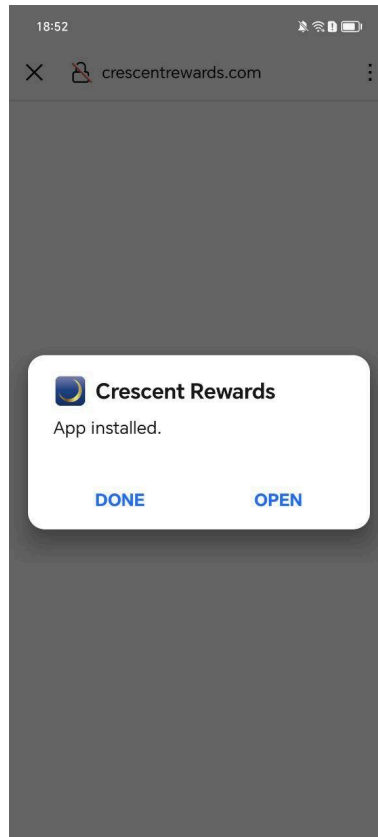 18:52
crescentrewards.com
Crescent Rewards
App installed.
DONE
OPEN